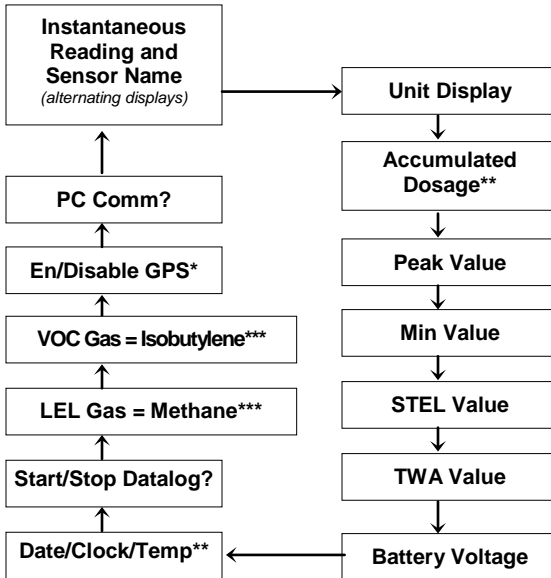 Instantaneous
Reading and
Sensor Name
(alternating displays)
Unit Display
Accumulated
Dosage**
Peak Value
Min Value
STEL Value
TWA Value
Battery Voltage
Date/Clock/Temp**
Start/Stop Datalog?
LEL Gas = Methane***
VOC Gas = Isobutylene***
En/Disable GPS*
PC Comm?